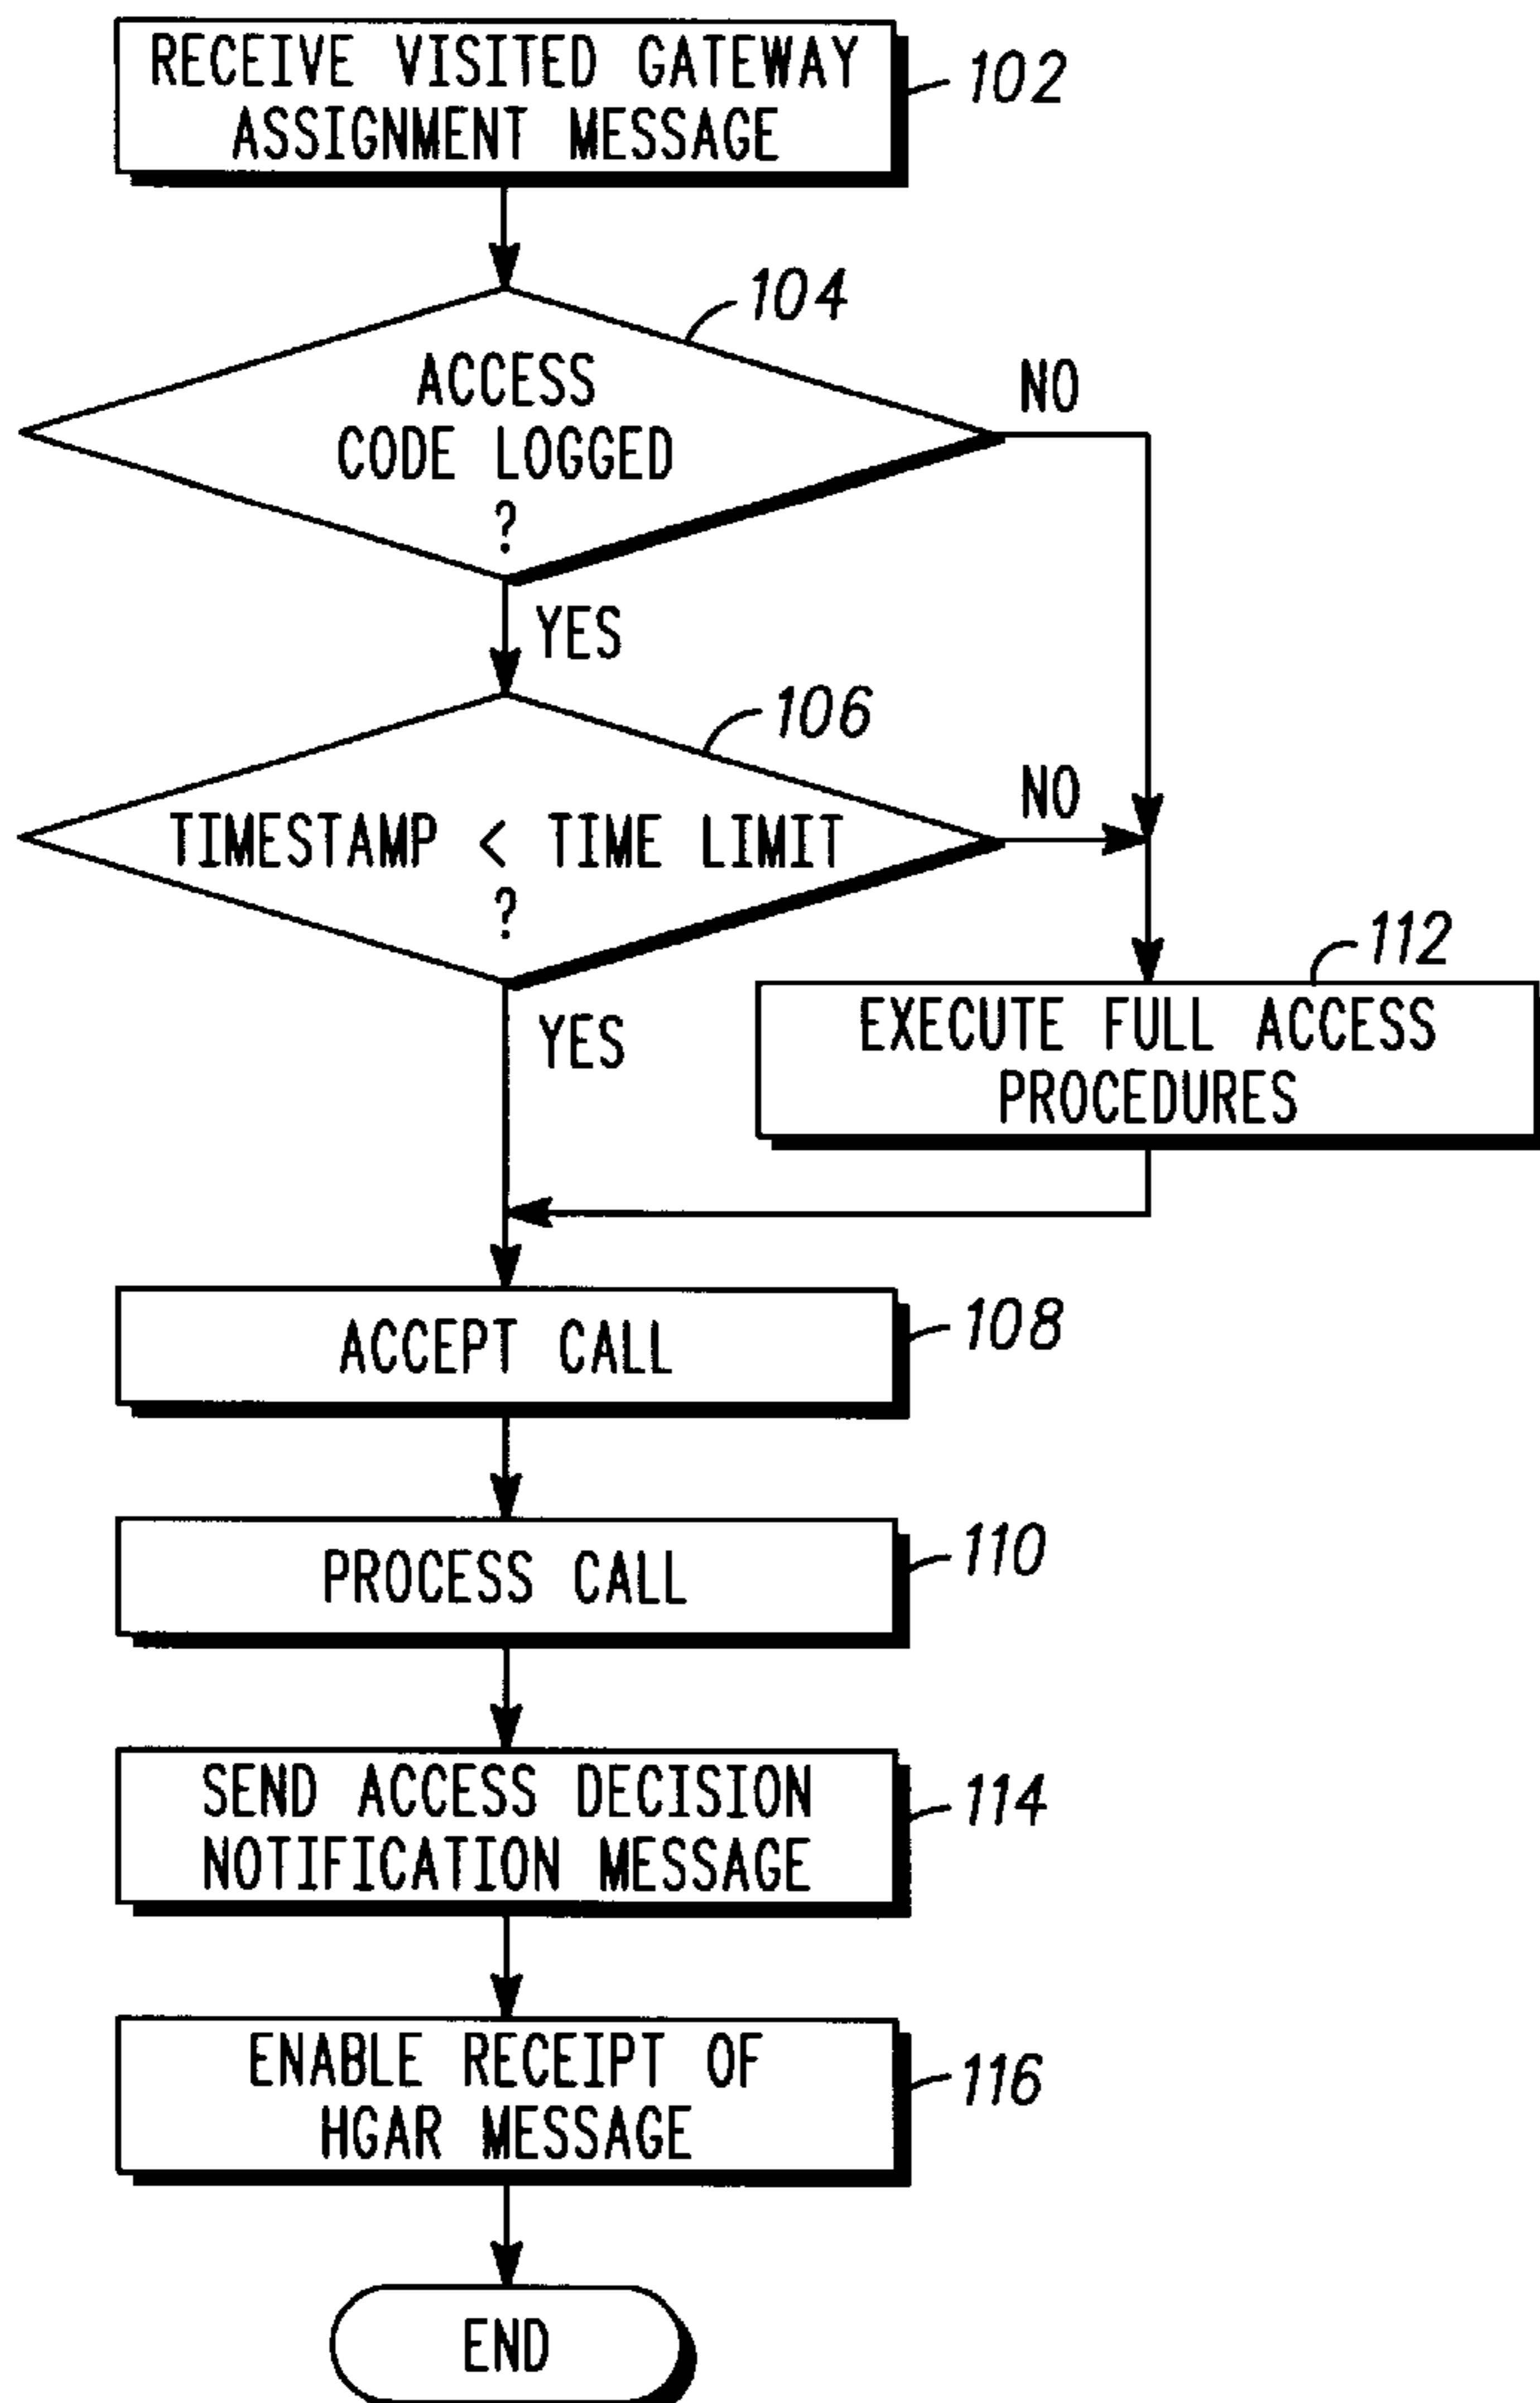 RECEIVE VISITED GATEWAY
ASSIGNMENT MESSAGE
102
104
ACCESS
CODE LOGGED
?
NO
YES
106
TIMESTAMP < TIME LIMIT
?
NO
YES
112
EXECUTE FULL ACCESS
PROCEDURES
ACCEPT CALL
108
PROCESS CALL
110
SEND ACCESS DECISION
NOTIFICATION MESSAGE
114
ENABLE RECEIPT OF
HGAR MESSAGE
116
END